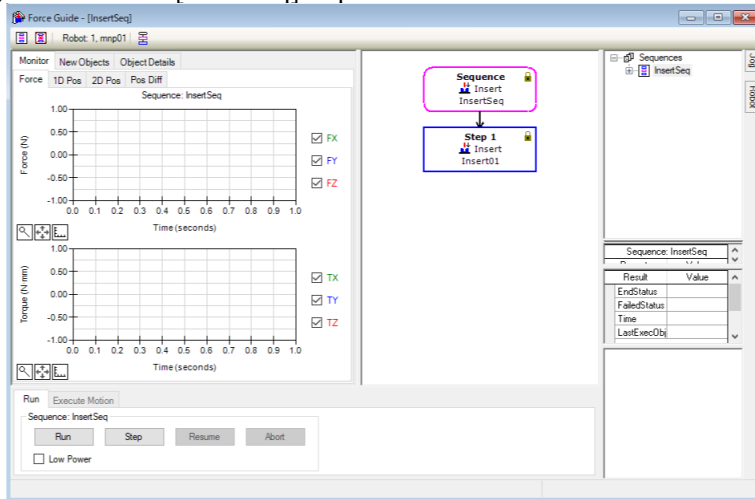 Force Guide - [InsertSeq]
Robot: 1, mnp01
Monitor New Objects Object Details
Force 1D Pos 2D Pos Pos Diff
Sequence: InsertSeq
1.00
0.50
0.00
-0.50
-1.00
Force (N)
0.0 0.1 0.2 0.3 0.4 0.5 0.6 0.7 0.8 0.9 1.0
Time (seconds)
FX
FY
FZ
1.00
0.50
0.00
-0.50
-1.00
Torque (N mm)
0.0 0.1 0.2 0.3 0.4 0.5 0.6 0.7 0.8 0.9 1.0
Time (seconds)
TX
TY
TZ
Sequence
Insert
InsertSeq
Step 1
Insert
Insert01
Sequences
InsertSeq
Jog
Robot
Sequence: InsertSeq
Result Value
EndStatus
FailedStatus
Time
LastExecObj
Run Execute Motion
Sequence: InsertSeq
Run Step Resume Abort
Low Power